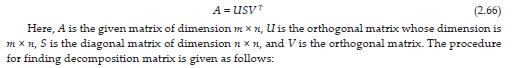 A = USVᵀ (2.66)
Here, A is the given matrix of dimension m × n, U is the orthogonal matrix whose dimension is
m × n, S is the diagonal matrix of dimension n × n, and V is the orthogonal matrix. The procedure
for finding decomposition matrix is given as follows: